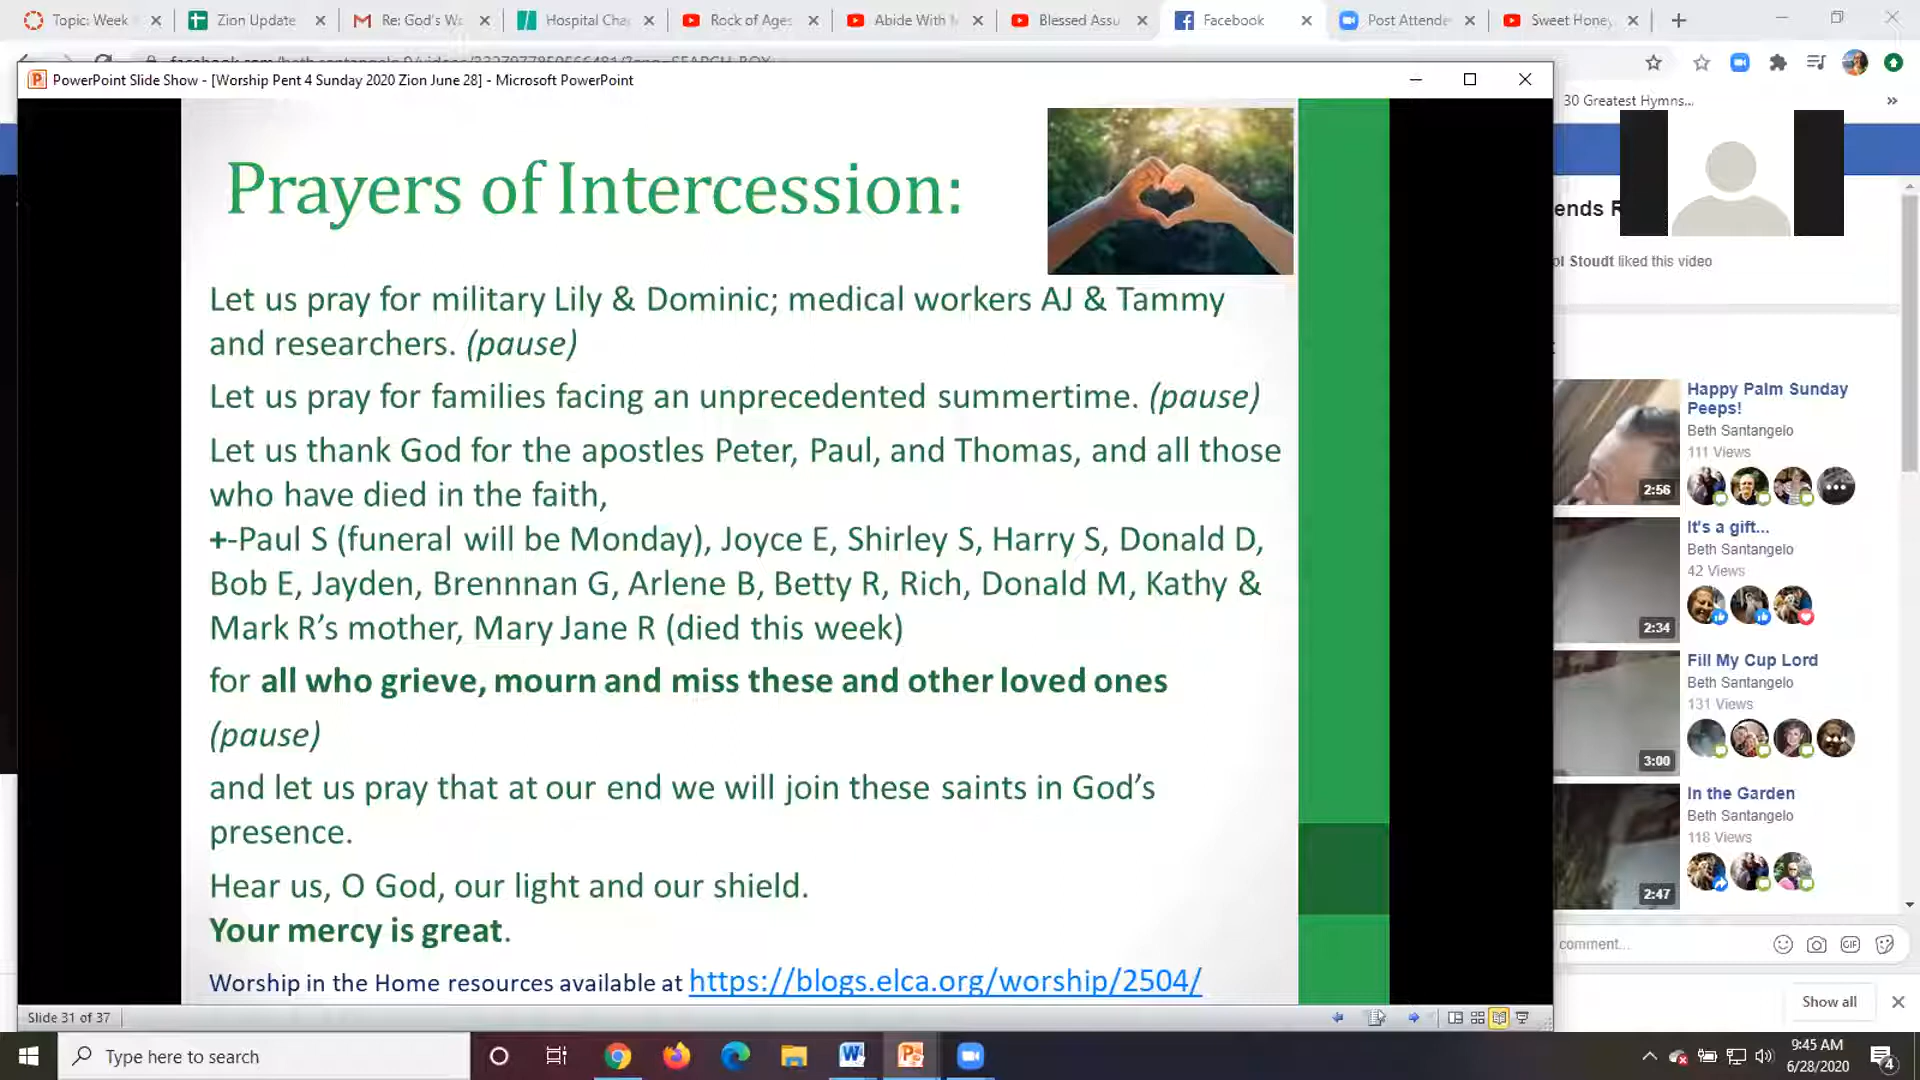 Topic: Week
Zion Update
Re: God's Wo
Hospital Cha
Rock of Ages
Abide With M
Blessed Assu
Facebook
Post Attende
Sweet Honey
PowerPoint Slide Show - [Worship Pent 4 Sunday 2020 Zion June 28] - Microsoft PowerPoint
30 Greatest Hymns...
Prayers of Intercession:
Let us pray for military Lily & Dominic; medical workers AJ & Tammy
and researchers. (pause)
Let us pray for families facing an unprecedented summertime. (pause)
Let us thank God for the apostles Peter, Paul, and Thomas, and all those
who have died in the faith,
+-Paul S (funeral will be Monday), Joyce E, Shirley S, Harry S, Donald D,
Bob E, Jayden, Brennnan G, Arlene B, Betty R, Rich, Donald M, Kathy &
Mark R’s mother, Mary Jane R (died this week)
for all who grieve, mourn and miss these and other loved ones
(pause)
and let us pray that at our end we will join these saints in God’s
presence.
Hear us, O God, our light and our shield.
Your mercy is great.
Worship in the Home resources available at https://blogs.elca.org/worship/2504/
ends R
ol Stoudt liked this video
Happy Palm Sunday
Peeps!
Beth Santangelo
111 Views
2:56
It's a gift...
Beth Santangelo
42 Views
2:34
Fill My Cup Lord
Beth Santangelo
131 Views
3:00
In the Garden
Beth Santangelo
118 Views
2:47
comment...
GIF
Show all
Slide 31 of 37
Type here to search
9:45 AM
6/28/2020
4